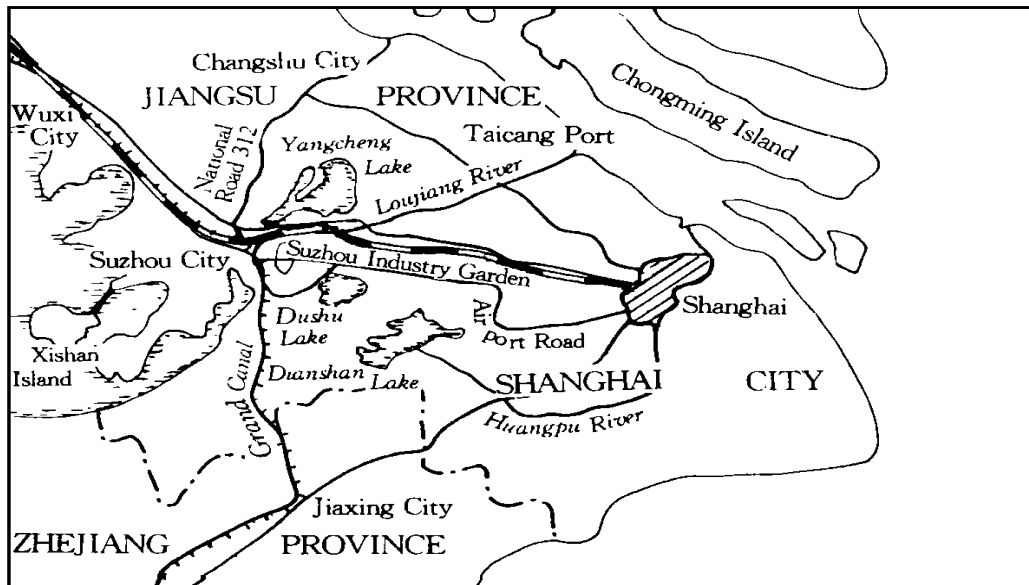 Changshu City
JIANGSU PROVINCE
Chongming Island
Wuxi
City
National
Road 312
Yangcheng
Lake
Taicang Port
Loujiang River
Suzhou City
Suzhou Industry Garden
Shanghai
Dushu
Lake
Air port Road
Xishan
Island
Grand Canal
Dianshan
Lake
SHANGHAI CITY
Huangpu River
Jiaxing City
ZHEJIANG PROVINCE